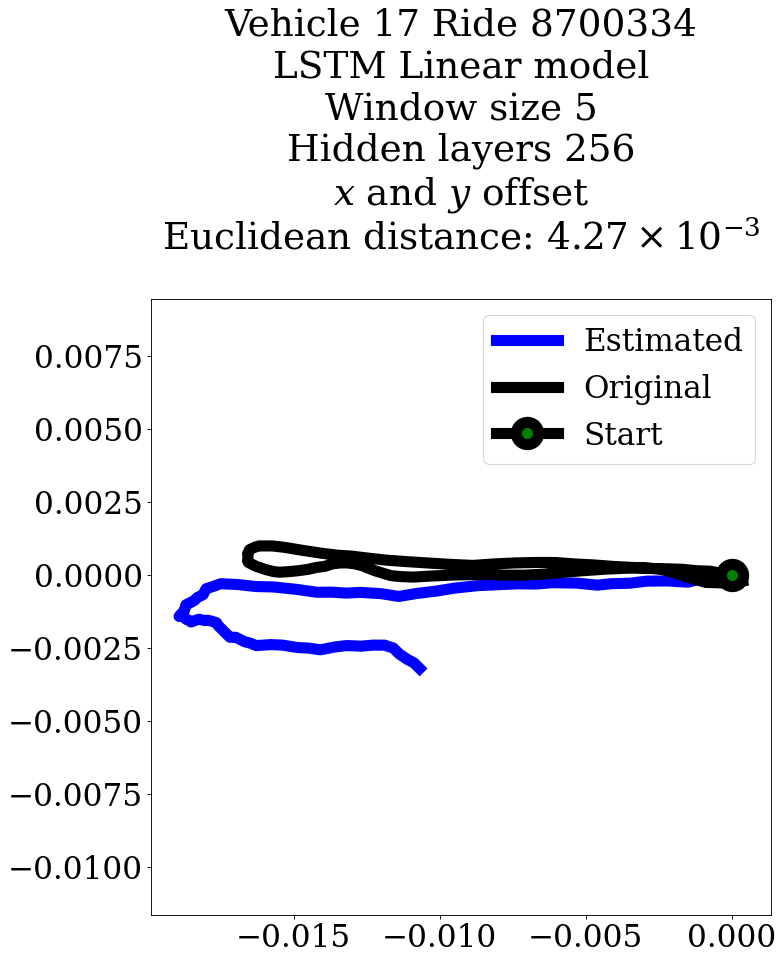 Vehicle 17 Ride 8700334
LSTM Linear model
Window size 5
Hidden layers 256
x and y offset
Euclidean distance: 4.27 × 10⁻³
Estimated
Original
Start
0.0075
0.0050
0.0025
0.0000
−0.0025
−0.0050
−0.0075
−0.0100
−0.015 −0.010 −0.005 0.000